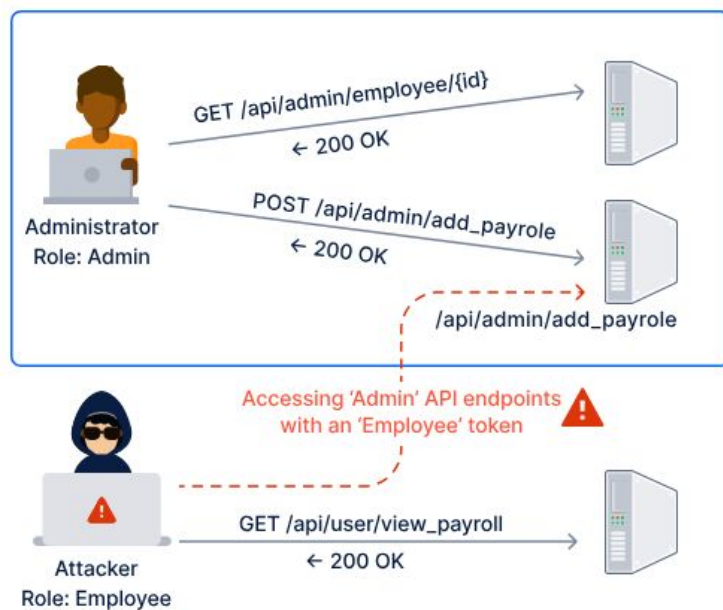 GET /api/admin/employee/{id}
← 200 OK
POST /api/admin/add_payrole
← 200 OK
Administrator
Role: Admin
/api/admin/add_payrole
Accessing ‘Admin’ API endpoints
with an ‘Employee’ token
GET /api/user/view_payroll
← 200 OK
Attacker
Role: Employee